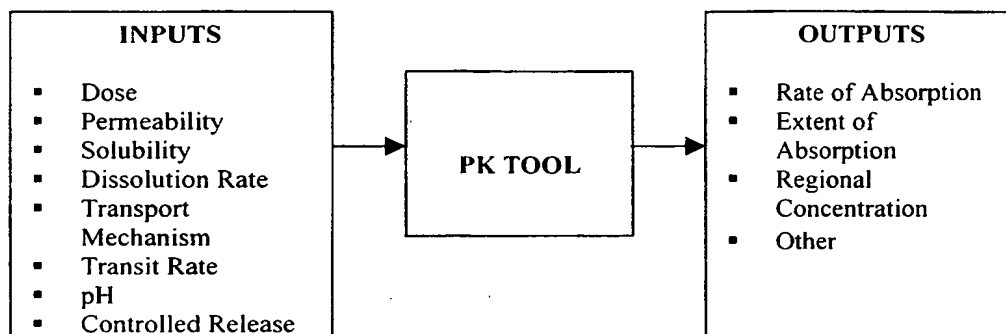 INPUTS
▪ Dose
▪ Permeability
▪ Solubility
▪ Dissolution Rate
▪ Transport
Mechanism
▪ Transit Rate
▪ pH
▪ Controlled Release
PK TOOL
OUTPUTS
▪ Rate of Absorption
▪ Extent of
Absorption
▪ Regional
Concentration
▪ Other